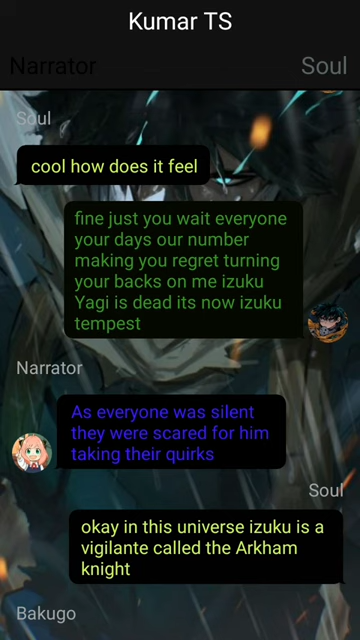 Kumar TS
Narrator
Soul
Soul
cool how does it feel
fine just you wait everyone
your days our number
making you regret turning
your backs on me izuku
Yagi is dead its now izuku
tempest
Narrator
As everyone was silent
they were scared for him
taking their quirks
Soul
okay in this universe izuku is a
vigilante called the Arkham
knight
Bakugo